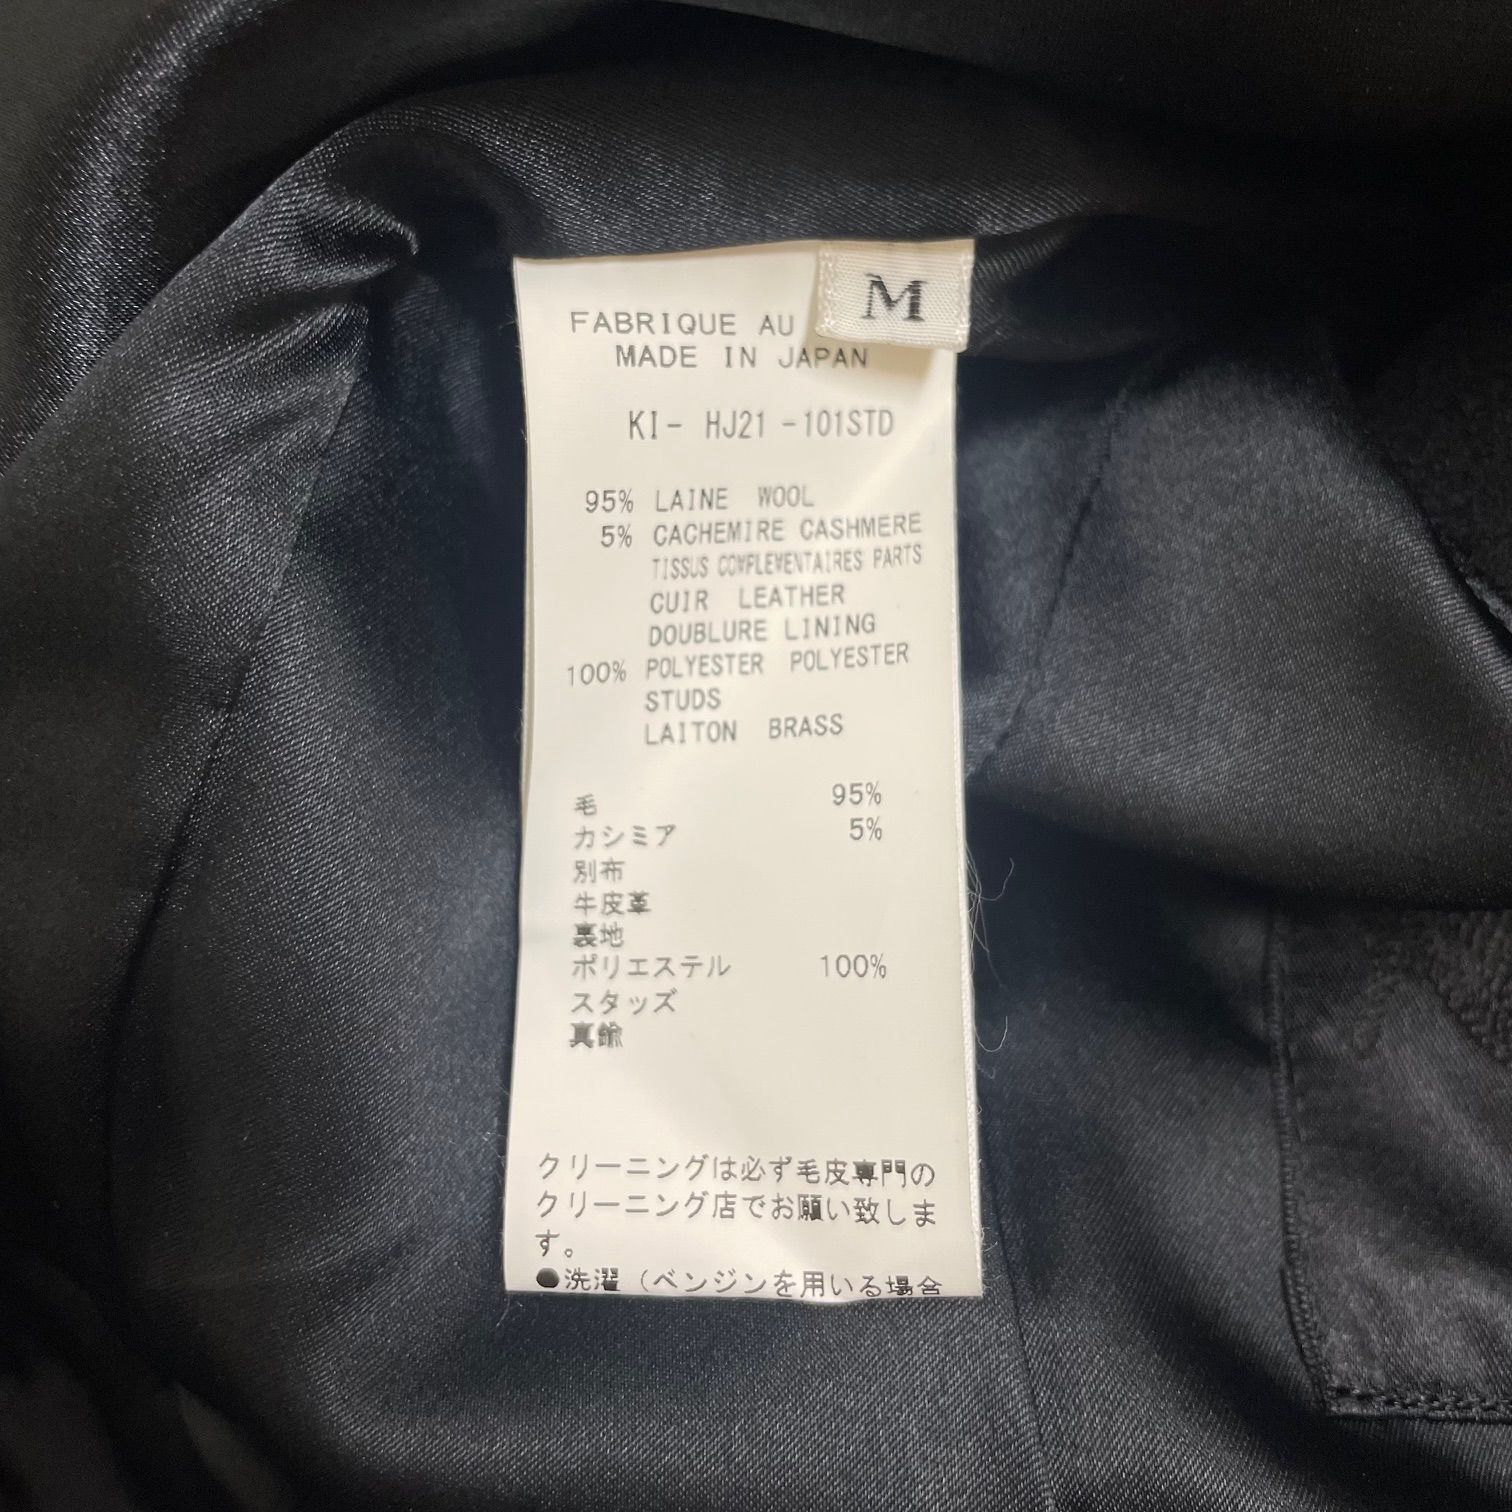 M
FABRIQUE AU
MADE IN JAPAN
KI- HJ21 -101STD
95% LAINE WOOL
5% CACHEMIRE CASHMERE
TISSUS COMPLEMENTAIRES PARTS
CUIR LEATHER
DOUBLURE LINING
100% POLYESTER POLYESTER
STUDS
LAITON BRASS
毛 95%
カシミア 5%
別布
牛皮革
裏地
ポリエステル 100%
スタッズ
真鍮
クリーニングは必ず毛皮専門の
クリーニング店でお願い致しま
す。
●洗濯(ベンジンを用いる場合